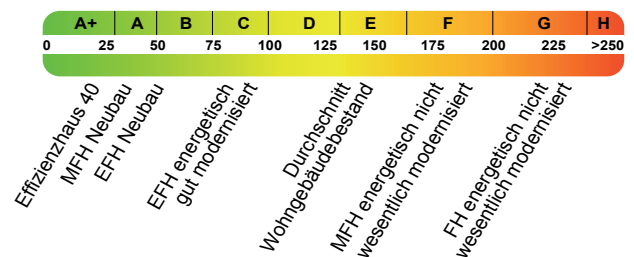 A+ A B C D E F G H
0 25 50 75 100 125 150 175 200 225 >250
Effizienzhaus 40
MFH Neubau
EFH Neubau
EFH energetisch
gut modernisiert
Durchschnitt
Wohngebäudebestand
MFH energetisch nicht
wesentlich modernisiert
FH energetisch nicht
wesentlich modernisiert